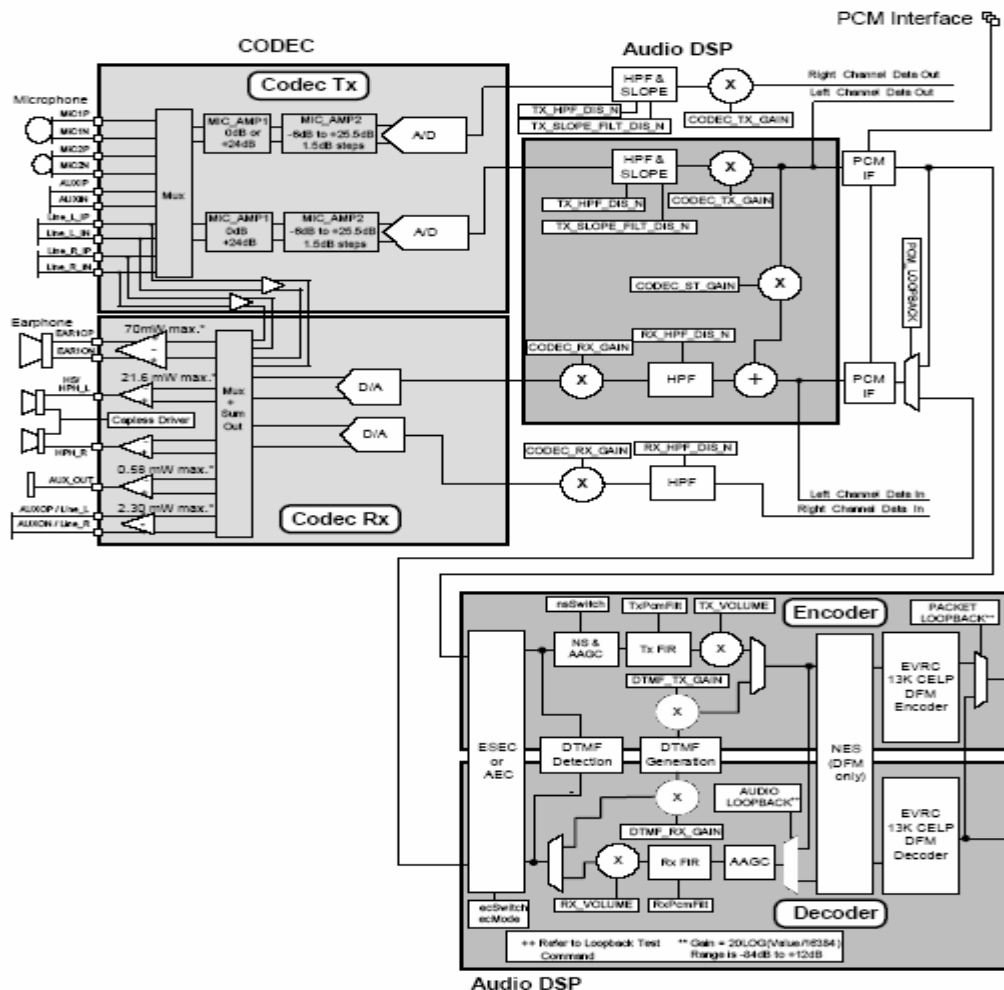 PCM Interface
CODEC
Audio DSP
Codec Tx
HPF &
SLOPE
X
Right Channel Data Out
Left Channel Data Out
TX_HPF_DIS_N
TX_SLOPE_FILT_DIS_N
CODEC_TX_GAIN
Microphone
MIC1P
MIC1N
MIC2P
MIC2N
AUXIP
AUXIN
Line_L_IP
Line_L_IN
Line_R_IP
Line_R_IN
Mux
MIC_AMP1
0dB or
+24dB
MIC_AMP2
-6dB to +25.5dB
1.5dB steps
A/D
MIC_AMP1
0dB
+24dB
MIC_AMP2
-6dB to +25.5dB
1.5dB steps
A/D
HPF &
SLOPE
X
PCM
IF
TX_HPF_DIS_N
CODEC_TX_GAIN
TX_SLOPE_FILT_DIS_N
CODEC_ST_GAIN
X
PCM_LOOPBACK
Earphone
EAR1OP
EAR1ON
HS/
HPH_L
Capless Driver
HPH_R
AUX_OUT
AUXOP / Line_L
AUXON / Line_R
70mW max.*
21.6 mW max.*
0.58 mW max.*
2.30 mW max.*
Mux
+
Sum
Out
D/A
D/A
Codec Rx
RX_HPF_DIS_N
CODEC_RX_GAIN
X
HPF
+
PCM
IF
CODEC_RX_GAIN
RX_HPF_DIS_N
X
HPF
Left Channel Data In
Right Channel Data In
nsSwitch
TxPcmFilt
TX_VOLUME
Encoder
PACKET
LOOPBACK**
NS &
AAGC
Tx FIR
X
DTMF_TX_GAIN
X
EVRC
13K CELP
DFM
Encoder
ESEC
or
AEC
DTMF
Detection
DTMF
Generation
NES
(DFM
only)
X
AUDIO
LOOPBACK**
DTMF_RX_GAIN
EVRC
13K CELP
DFM
Decoder
X
Rx FIR
AAGC
RX_VOLUME
RxPcmFilt
Decoder
ecSwitch
ecMode
++ Refer to Loopback Test
Command
** Gain = 20LOG(Value/16384)
Range is -84dB to +12dB
Audio DSP